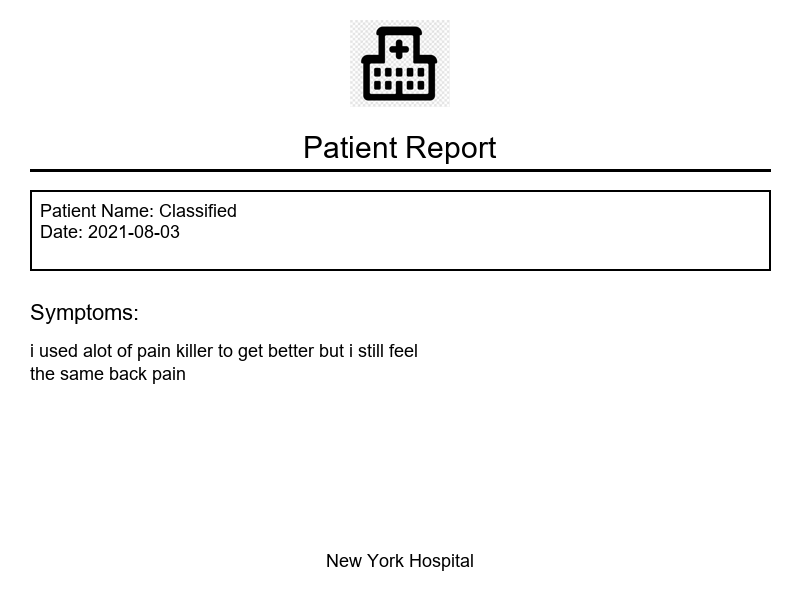 Patient Report
Patient Name: Classified
Date: 2021-08-03
Symptoms:
i used alot of pain killer to get better but i still feel
the same back pain
New York Hospital